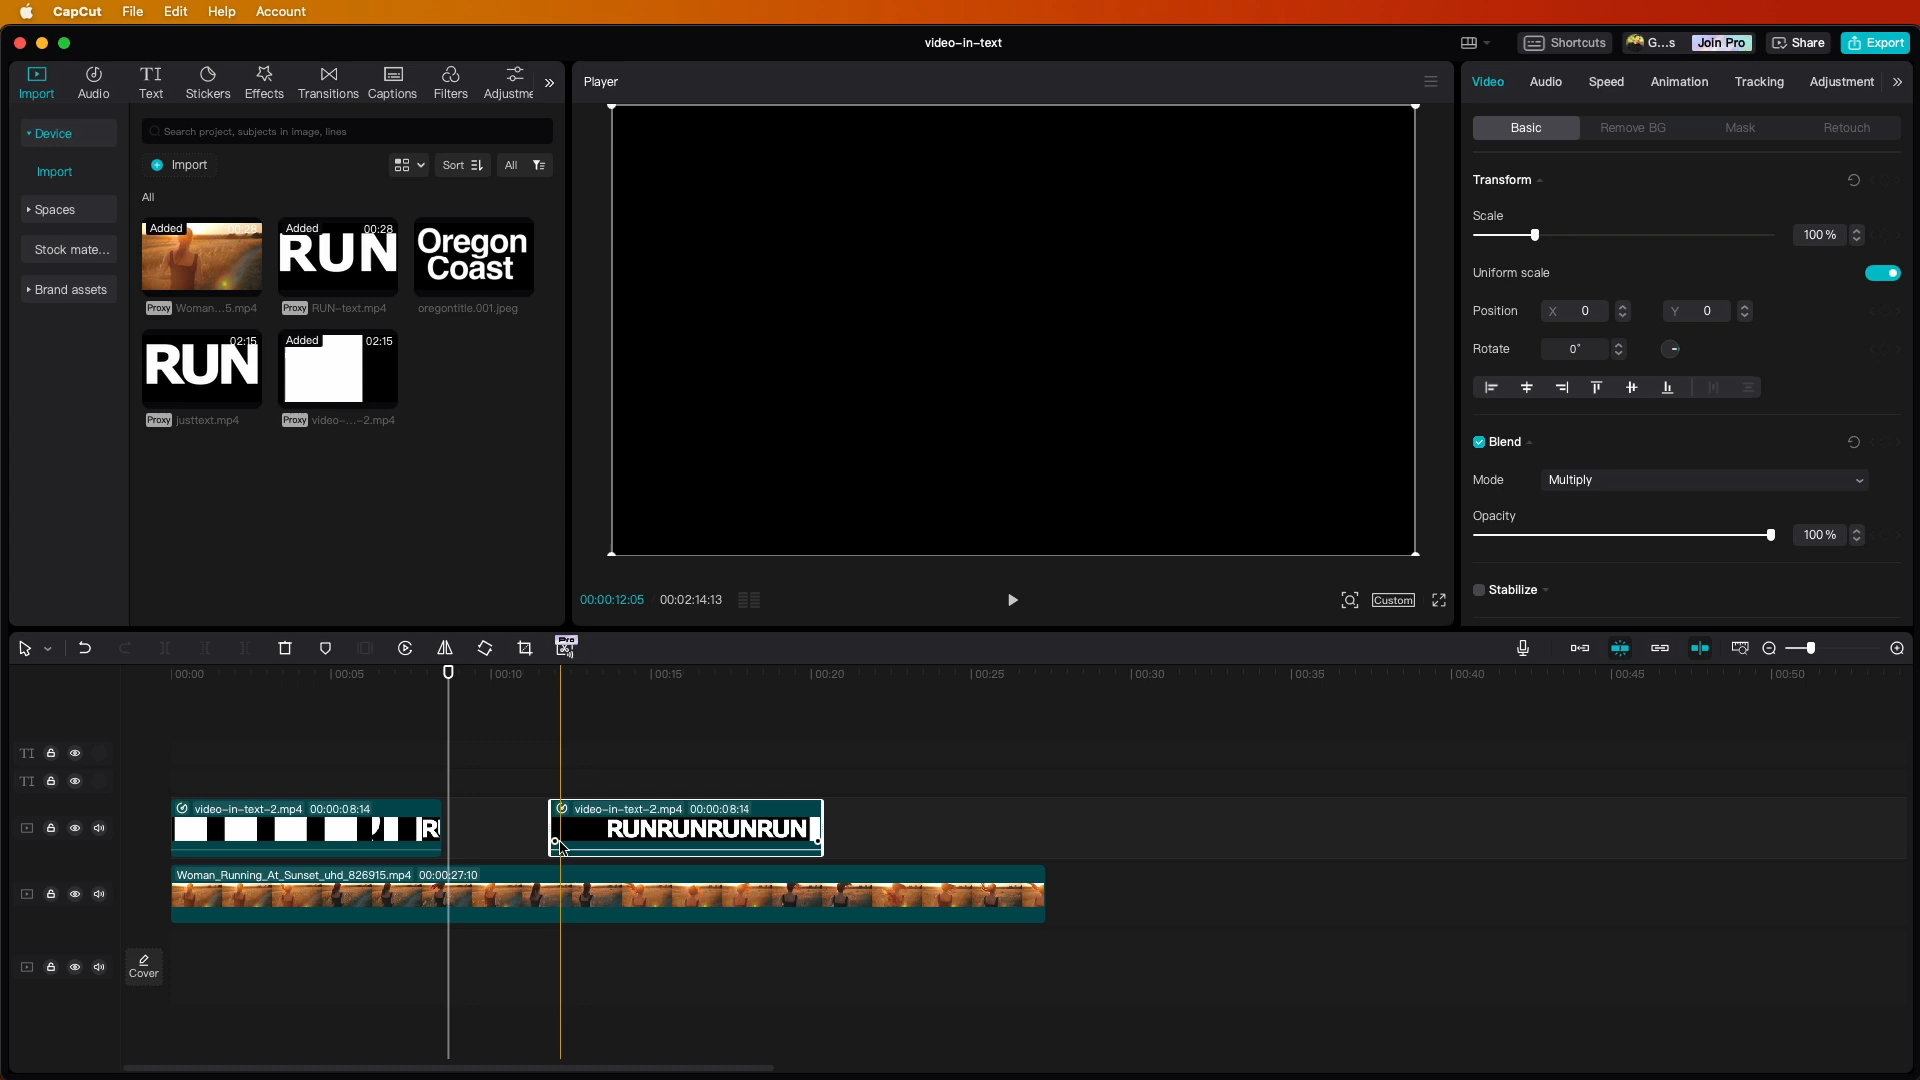 CapCut File Edit Help Account
video-in-text
Shortcuts G...s Join Pro Share Export
Import Audio Text Stickers Effects Transitions Captions Filters Adjustme
Player
Video Audio Speed Animation Tracking Adjustment
Device
Import
Spaces
Stock mate...
Brand assets
Search project, subjects in image, lines
Import Sort All
All
Added 00:28
Proxy Woman...5.mp4
Added 00:28
RUN
Proxy RUN-text.mp4
Oregon
Coast
oregontitle.001.jpeg
02:15
RUN
Proxy justtext.mp4
Added 02:15
Proxy video-...-2.mp4
Basic Remove BG Mask Retouch
Transform
Scale
100%
Uniform scale
Position X 0 Y 0
Rotate 0°
Blend
Mode Multiply
Opacity
100%
Stabilize
00:00:12:05 00:02:14:13
Custom
Pro
00:00 00:05 00:10 00:15 00:20 00:25 00:30 00:35 00:40 00:45 00:50
TI
TI
video-in-text-2.mp4 00:00:08:14
RU
video-in-text-2.mp4 00:00:08:14
RUNRUNRUNRUN
Woman_Running_At_Sunset_uhd_826915.mp4 00:00:27:10
Cover